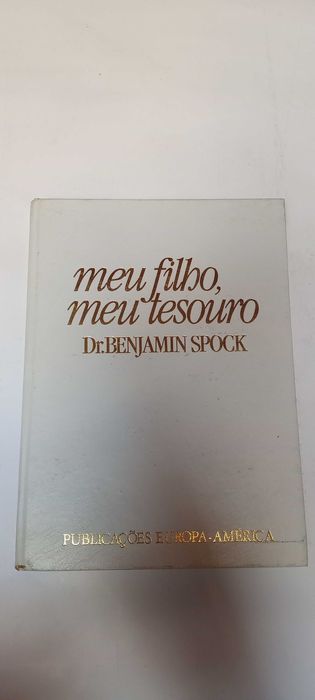 meu filho,
meu tesouro
Dr.BENJAMIN SPOCK
PUBLICAÇÕES EUROPA-AMÉRICA